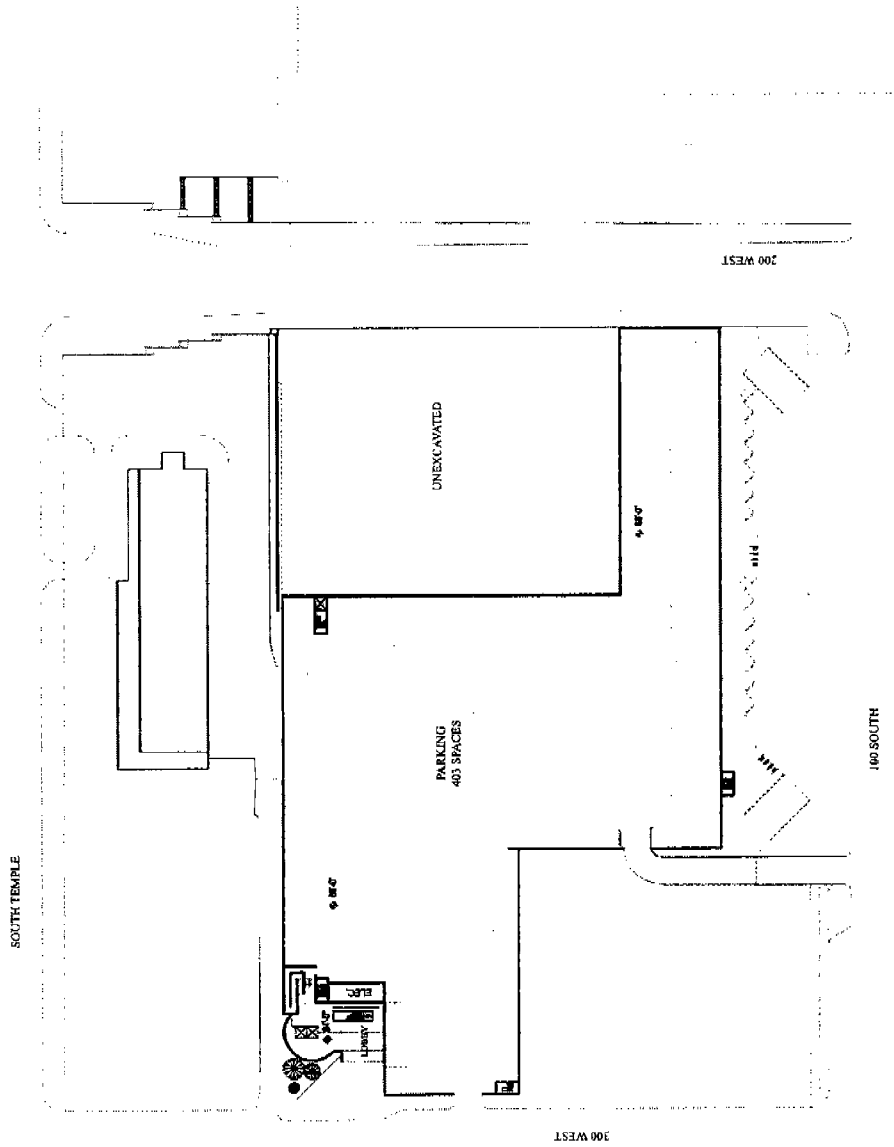 200 WEST
UNEXCAVATED
PARKING
403 SPACES
100 SOUTH
SOUTH TEMPLE
ELEC.
LOBBY
300 WEST